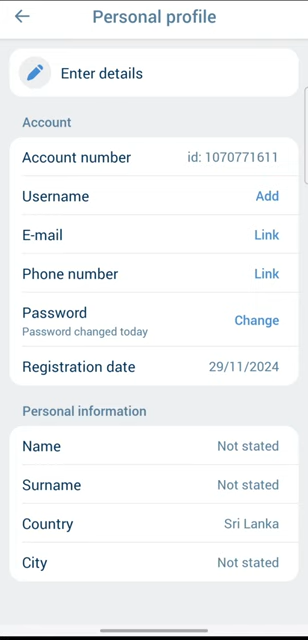 Personal profile
Enter details
Account
Account number id: 1070771611
Username Add
E-mail Link
Phone number Link
Password Change
Password changed today
Registration date 29/11/2024
Personal information
Name Not stated
Surname Not stated
Country Sri Lanka
City Not stated